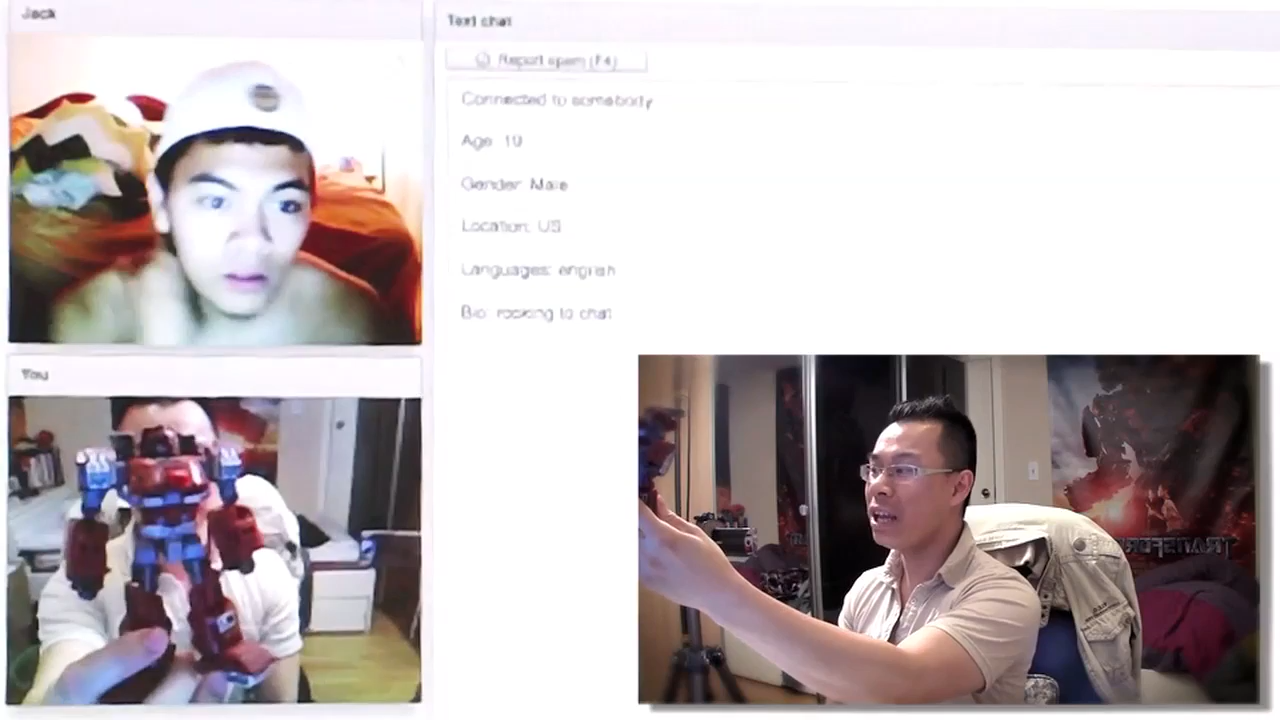 Jack
Text chat
Report spam (F4)
Connected to somebody
Age: 19
Gender: Male
Location: US
Languages: english
Bio: looking to chat
You
TRANSFORM